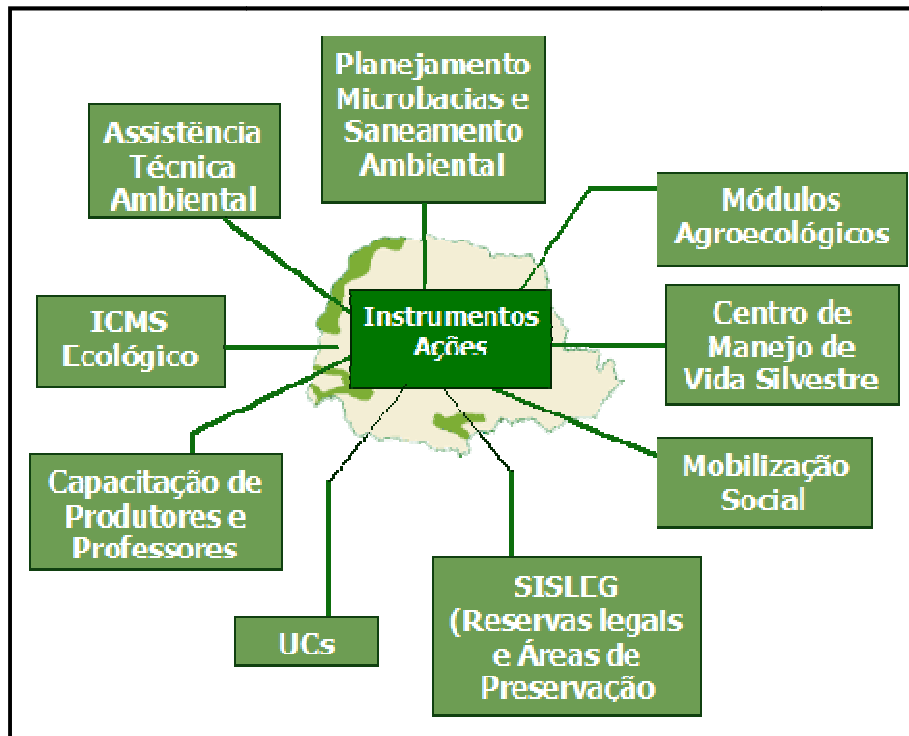 Planejamento
Microbacias e
Saneamento
Ambiental
Assistência
Técnica
Ambiental
Módulos
Agroecológicos
ICMS
Ecológico
Instrumentos
Ações
Centro de
Manejo de
Vida Silvestre
Capacitação de
Produtores e
Professores
Mobilização
Social
UCs
SISLEG
(Reservas legais
e Áreas de
Preservação